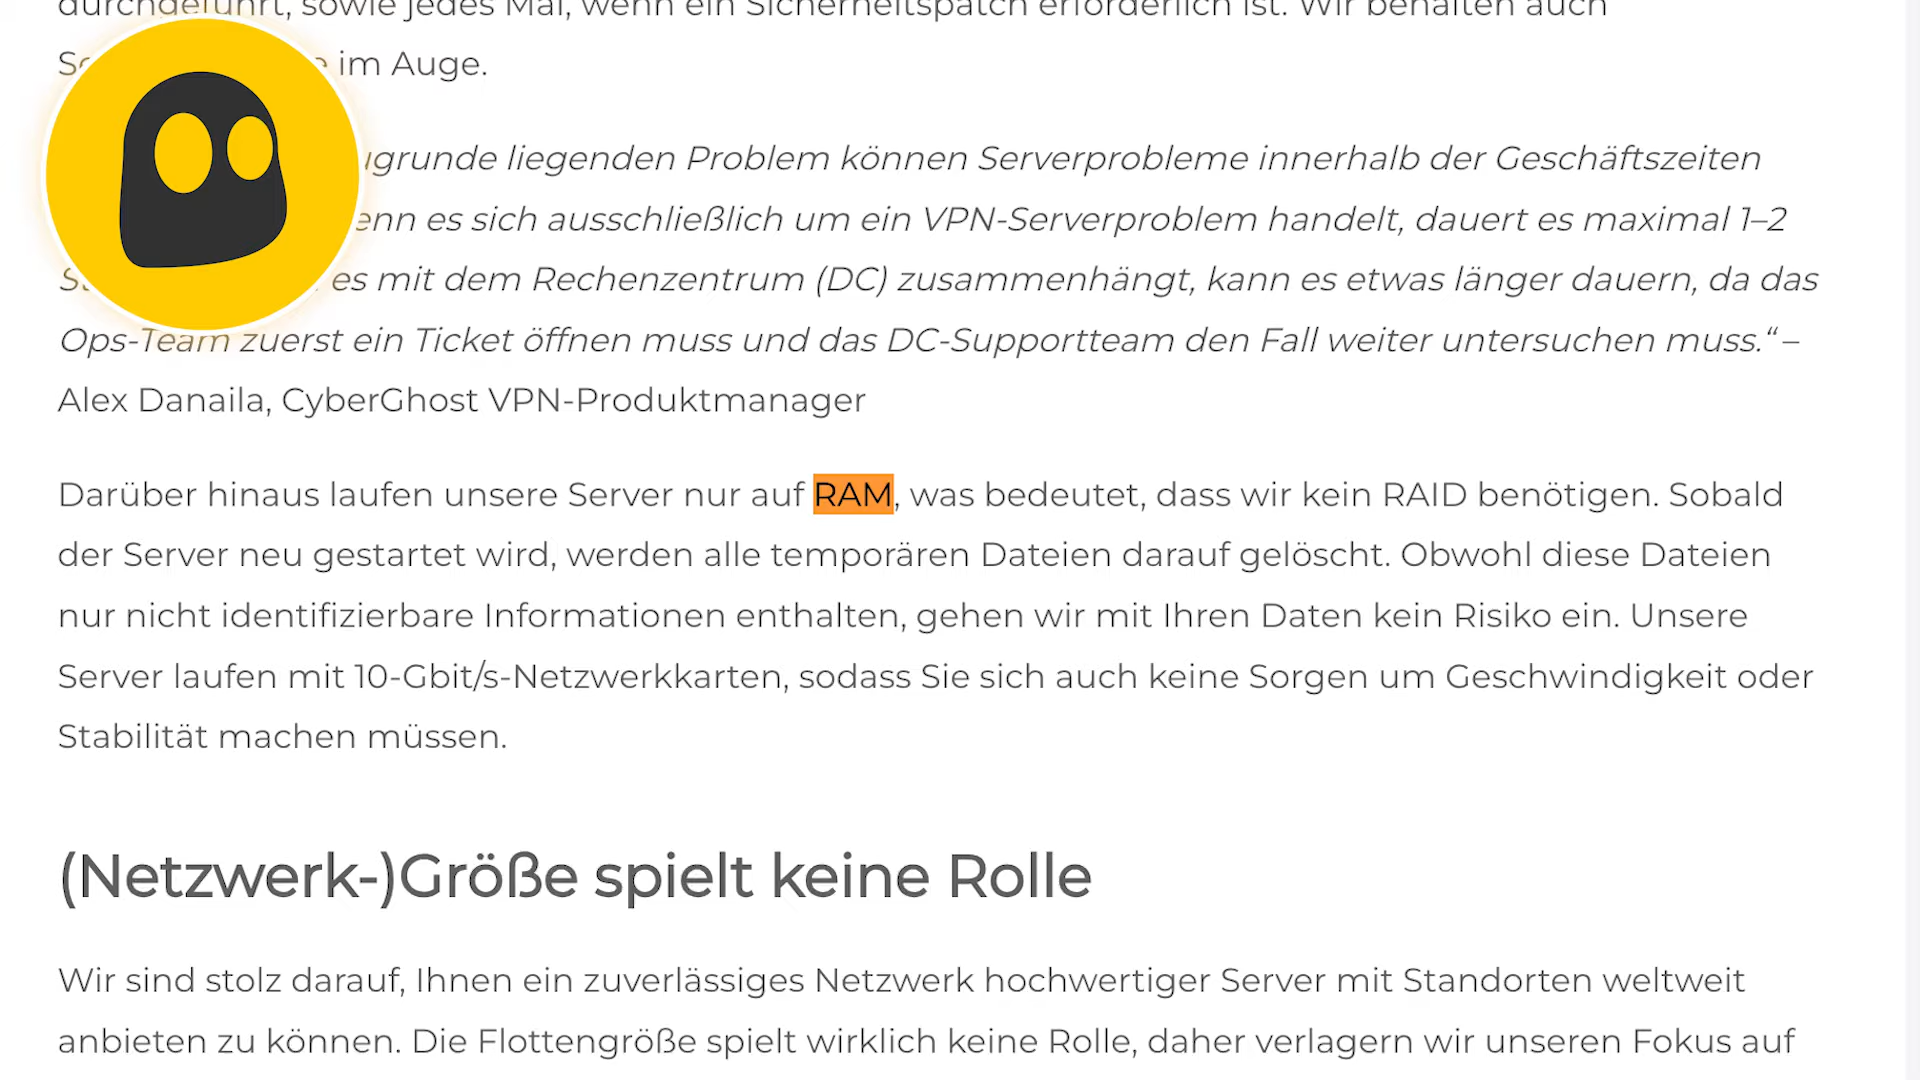 durchgeführt, sowie jedes Mal, wenn ein Sicherheitspatch erforderlich ist. Wir behalten auch
im Auge.
grunde liegenden Problem können Serverprobleme innerhalb der Geschäftszeiten
es sich ausschließlich um ein VPN-Serverproblem handelt, dauert es maximal 1–2
es mit dem Rechenzentrum (DC) zusammenhängt, kann es etwas länger dauern, da das
Ops-Team zuerst ein Ticket öffnen muss und das DC-Supportteam den Fall weiter untersuchen muss.“ –
Alex Danaila, CyberGhost VPN-Produktmanager
Darüber hinaus laufen unsere Server nur auf RAM, was bedeutet, dass wir kein RAID benötigen. Sobald
der Server neu gestartet wird, werden alle temporären Dateien darauf gelöscht. Obwohl diese Dateien
nur nicht identifizierbare Informationen enthalten, gehen wir mit Ihren Daten kein Risiko ein. Unsere
Server laufen mit 10-Gbit/s-Netzwerkkarten, sodass Sie sich auch keine Sorgen um Geschwindigkeit oder
Stabilität machen müssen.
(Netzwerk-)Größe spielt keine Rolle
Wir sind stolz darauf, Ihnen ein zuverlässiges Netzwerk hochwertiger Server mit Standorten weltweit
anbieten zu können. Die Flottengröße spielt wirklich keine Rolle, daher verlagern wir unseren Fokus auf